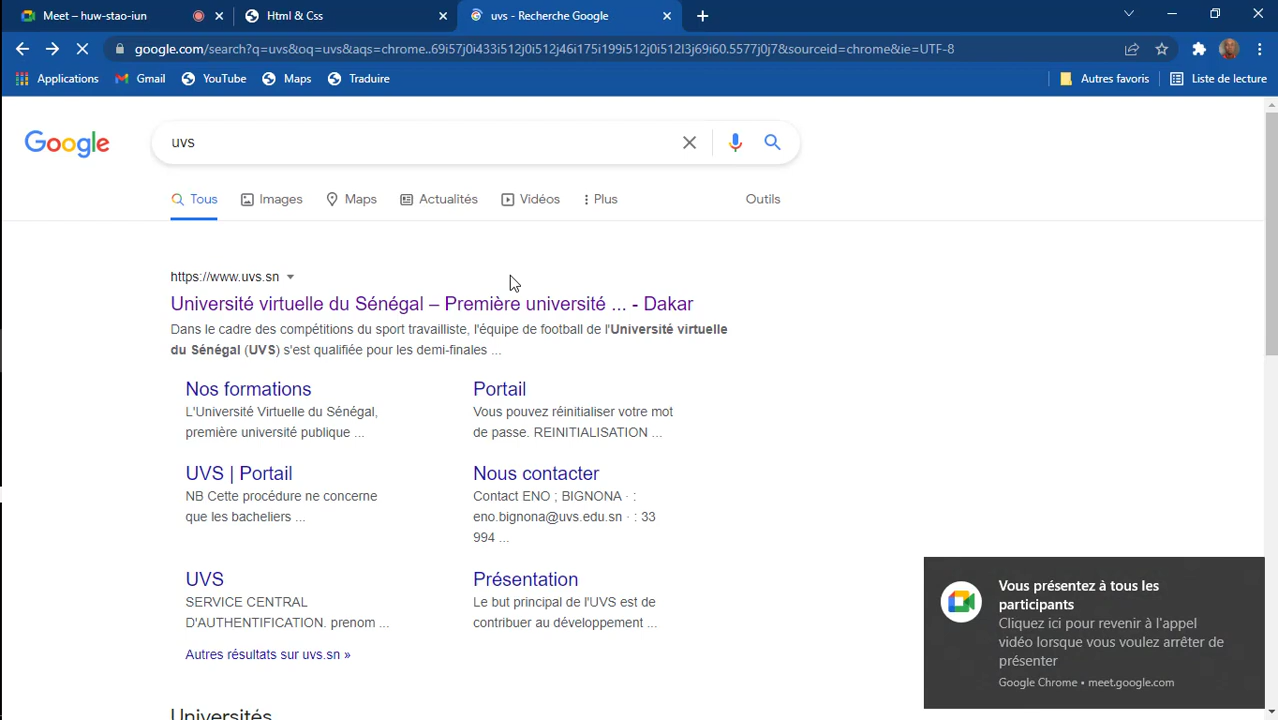 Meet – huw-stao-iun
Html & Css
uvs - Recherche Google
google.com/search?q=uvs&oq=uvs&aqs=chrome..69i57j0i433i512j0i512j46i175i199i512j0i512l3j69i60.5577j0j7&sourceid=chrome&ie=UTF-8
Applications
Gmail
YouTube
Maps
Traduire
Autres favoris
Liste de lecture
Google
uvs
Tous
Images
Maps
Actualités
Vidéos
Plus
Outils
https://www.uvs.sn
Université virtuelle du Sénégal – Première université ... - Dakar
Dans le cadre des compétitions du sport travailliste, l'équipe de football de l'Université virtuelle
du Sénégal (UVS) s'est qualifiée pour les demi-finales ...
Nos formations
L'Université Virtuelle du Sénégal,
première université publique ...
Portail
Vous pouvez réinitialiser votre mot
de passe. REINITIALISATION ...
UVS | Portail
NB Cette procédure ne concerne
que les bacheliers ...
Nous contacter
Contact ENO ; BIGNONA · :
eno.bignona@uvs.edu.sn · : 33
994 ...
UVS
SERVICE CENTRAL
D'AUTHENTIFICATION. prenom ...
Présentation
Le but principal de l'UVS est de
contribuer au développement ...
Autres résultats sur uvs.sn »
Universités
Vous présentez à tous les
participants
Cliquez ici pour revenir à l'appel
vidéo lorsque vous voulez arrêter de
présenter
Google Chrome • meet.google.com